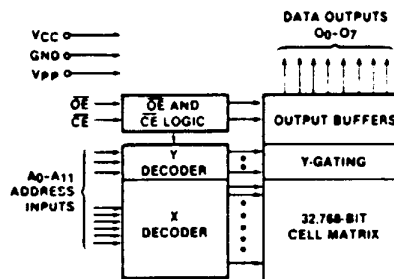 DATA OUTPUTS
O0-O7
VCC
GND
VPP
OE
CE
OE AND
CE LOGIC
OUTPUT BUFFERS
Y
DECODER
Y-GATING
A0-A11
ADDRESS
INPUTS
X
DECODER
32,768-BIT
CELL MATRIX